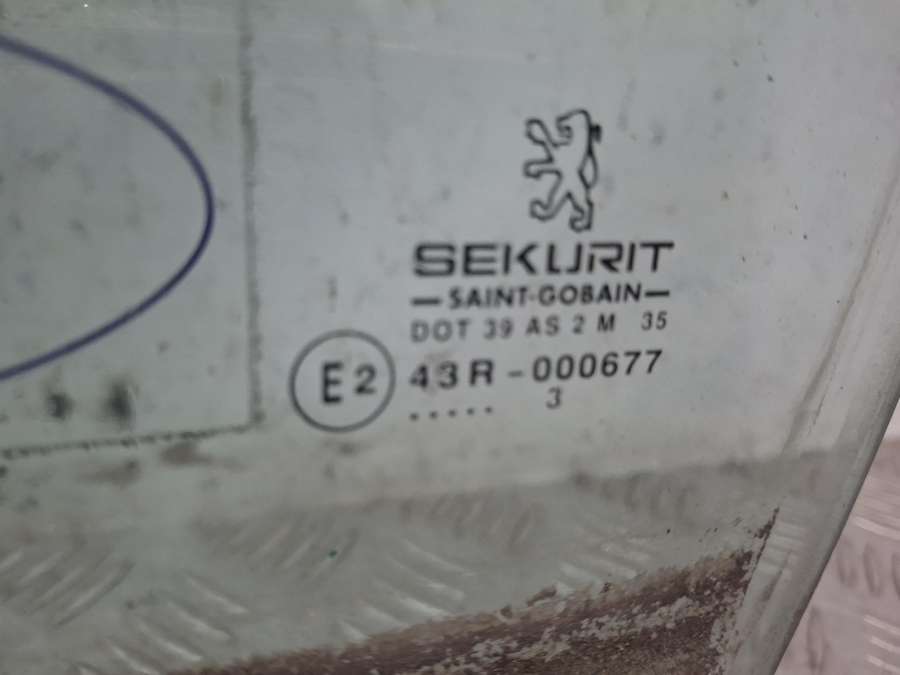 SEKURIT
SAINT-GOBAIN
DOT 39 AS 2 M 35
E2 43R-000677
..... 3